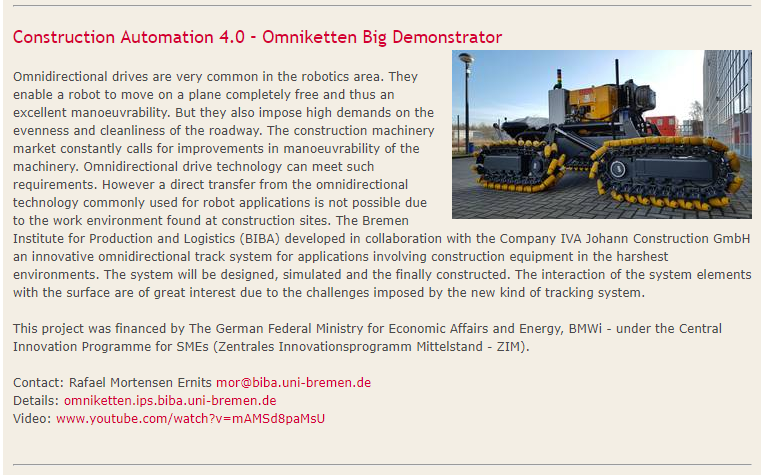 Construction Automation 4.0 - Omniketten Big Demonstrator
Omnidirectional drives are very common in the robotics area. They
enable a robot to move on a plane completely free and thus an
excellent manoeuvrability. But they also impose high demands on the
evenness and cleanliness of the roadway. The construction machinery
market constantly calls for improvements in manoeuvrability of the
machinery. Omnidirectional drive technology can meet such
requirements. However a direct transfer from the omnidirectional
technology commonly used for robot applications is not possible due
to the work environment found at construction sites. The Bremen
Institute for Production and Logistics (BIBA) developed in collaboration with the Company IVA Johann Construction GmbH
an innovative omnidirectional track system for applications involving construction equipment in the harshest
environments. The system will be designed, simulated and the finally constructed. The interaction of the system elements
with the surface are of great interest due to the challenges imposed by the new kind of tracking system.
This project was financed by The German Federal Ministry for Economic Affairs and Energy, BMWi - under the Central
Innovation Programme for SMEs (Zentrales Innovationsprogramm Mittelstand - ZIM).
Contact: Rafael Mortensen Ernits mor@biba.uni-bremen.de
Details: omniketten.ips.biba.uni-bremen.de
Video: www.youtube.com/watch?v=mAMSd8paMsU